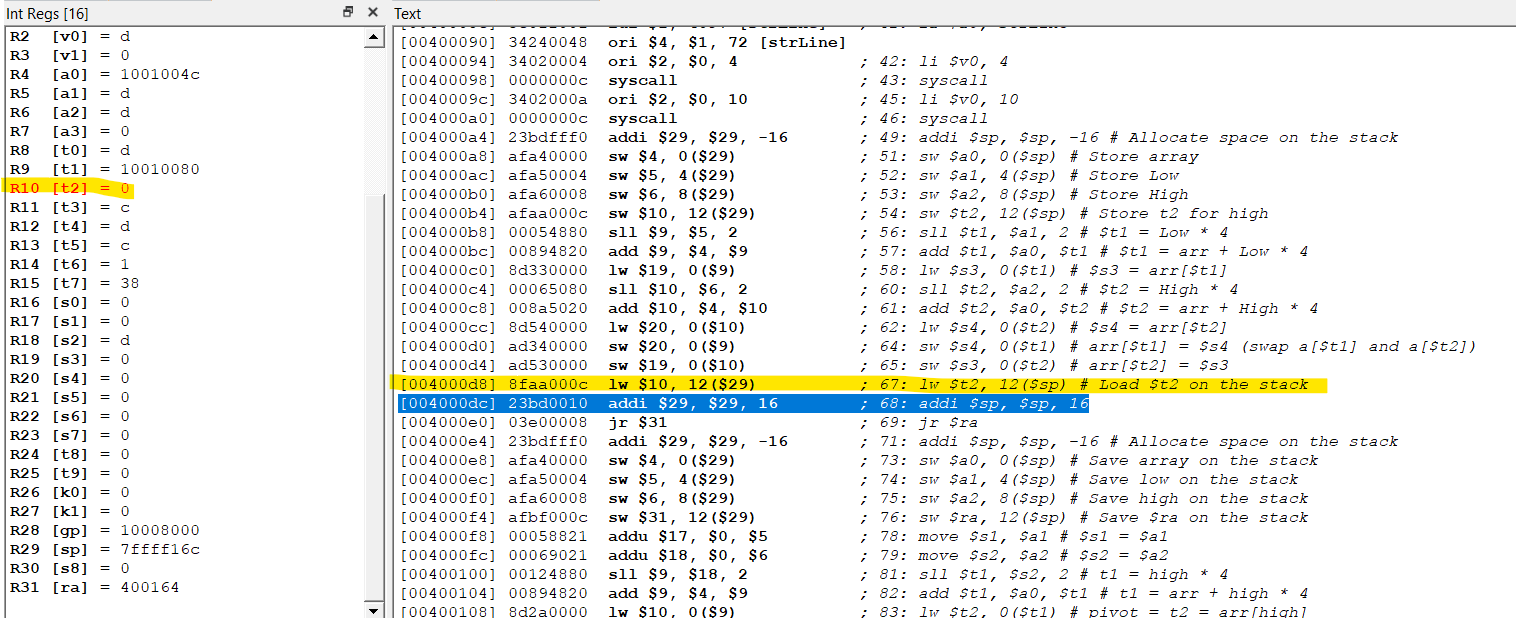 Int Regs [16]
R2 [v0] = d
R3 [v1] = 0
R4 [a0] = 1001004c
R5 [a1] = d
R6 [a2] = d
R7 [a3] = 0
R8 [t0] = d
R9 [t1] = 10010080
R10 [t2] = 0
R11 [t3] = c
R12 [t4] = d
R13 [t5] = c
R14 [t6] = 1
R15 [t7] = 38
R16 [s0] = 0
R17 [s1] = 0
R18 [s2] = d
R19 [s3] = 0
R20 [s4] = 0
R21 [s5] = 0
R22 [s6] = 0
R23 [s7] = 0
R24 [t8] = 0
R25 [t9] = 0
R26 [k0] = 0
R27 [k1] = 0
R28 [gp] = 10008000
R29 [sp] = 7ffff16c
R30 [s8] = 0
R31 [ra] = 400164
Text
[00400090] 34240048 ori $4, $1, 72 [strLine]
[00400094] 34020004 ori $2, $0, 4 ; 42: li $v0, 4
[00400098] 0000000c syscall ; 43: syscall
[0040009c] 3402000a ori $2, $0, 10 ; 45: li $v0, 10
[004000a0] 0000000c syscall ; 46: syscall
[004000a4] 23bdfff0 addi $29, $29, -16 ; 49: addi $sp, $sp, -16 # Allocate space on the stack
[004000a8] afa40000 sw $4, 0($29) ; 51: sw $a0, 0($sp) # Store array
[004000ac] afa50004 sw $5, 4($29) ; 52: sw $a1, 4($sp) # Store Low
[004000b0] afa60008 sw $6, 8($29) ; 53: sw $a2, 8($sp) # Store High
[004000b4] afaa000c sw $10, 12($29) ; 54: sw $t2, 12($sp) # Store t2 for high
[004000b8] 00054880 sll $9, $5, 2 ; 56: sll $t1, $a1, 2 # $t1 = Low * 4
[004000bc] 00894820 add $9, $4, $9 ; 57: add $t1, $a0, $t1 # $t1 = arr + Low * 4
[004000c0] 8d330000 lw $19, 0($9) ; 58: lw $s3, 0($t1) # $s3 = arr[$t1]
[004000c4] 00065080 sll $10, $6, 2 ; 60: sll $t2, $a2, 2 # $t2 = High * 4
[004000c8] 008a5020 add $10, $4, $10 ; 61: add $t2, $a0, $t2 # $t2 = arr + High * 4
[004000cc] 8d540000 lw $20, 0($10) ; 62: lw $s4, 0($t2) # $s4 = arr[$t2]
[004000d0] ad340000 sw $20, 0($9) ; 64: sw $s4, 0($t1) # arr[$t1] = $s4 (swap a[$t1] and a[$t2])
[004000d4] ad530000 sw $19, 0($10) ; 65: sw $s3, 0($t2) # arr[$t2] = $s3
[004000d8] 8faa000c lw $10, 12($29) ; 67: lw $t2, 12($sp) # Load $t2 on the stack
[004000dc] 23bd0010 addi $29, $29, 16 ; 68: addi $sp, $sp, 16
[004000e0] 03e00008 jr $31 ; 69: jr $ra
[004000e4] 23bdfff0 addi $29, $29, -16 ; 71: addi $sp, $sp, -16 # Allocate space on the stack
[004000e8] afa40000 sw $4, 0($29) ; 73: sw $a0, 0($sp) # Save array on the stack
[004000ec] afa50004 sw $5, 4($29) ; 74: sw $a1, 4($sp) # Save low on the stack
[004000f0] afa60008 sw $6, 8($29) ; 75: sw $a2, 8($sp) # Save high on the stack
[004000f4] afbf000c sw $31, 12($29) ; 76: sw $ra, 12($sp) # Save $ra on the stack
[004000f8] 00058821 addu $17, $0, $5 ; 78: move $s1, $a1 # $s1 = $a1
[004000fc] 00069021 addu $18, $0, $6 ; 79: move $s2, $a2 # $s2 = $a2
[00400100] 00124880 sll $9, $18, 2 ; 81: sll $t1, $s2, 2 # t1 = high * 4
[00400104] 00894820 add $9, $4, $9 ; 82: add $t1, $a0, $t1 # t1 = arr + high * 4
[00400108] 8d2a0000 lw $10, 0($9) ; 83: lw $t2, 0($t1) # pivot = t2 = arr[high]